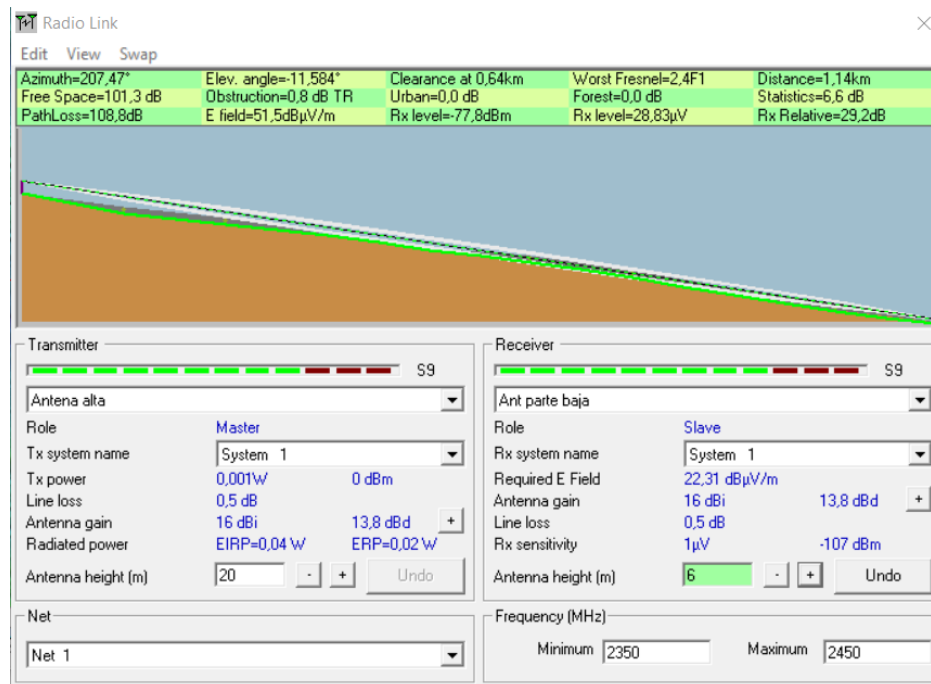 Radio Link
Edit View Swap
Azimuth=207,47° Elev. angle=-11,584° Clearance at 0,64km Worst Fresnel=2,4F1 Distance=1,14km
Free Space=101,3 dB Obstruction=0,8 dB TR Urban=0,0 dB Forest=0,0 dB Statistics=6,6 dB
PathLoss=108,8dB E field=51,5dBµV/m Rx level=-77,8dBm Rx level=28,83µV Rx Relative=29,2dB
Transmitter
S9
Antena alta
Role Master
Tx system name System 1
Tx power 0,001W 0 dBm
Line loss 0,5 dB
Antenna gain 16 dBi 13,8 dBd +
Radiated power EIRP=0,04 W ERP=0,02 W
Antenna height (m) 20 - + Undo
Net
Net 1
Receiver
S9
Ant parte baja
Role Slave
Rx system name System 1
Required E Field 22,31 dBµV/m
Antenna gain 16 dBi 13,8 dBd +
Line loss 0,5 dB
Rx sensitivity 1µV -107 dBm
Antenna height (m) 6 - + Undo
Frequency (MHz)
Minimum 2350 Maximum 2450